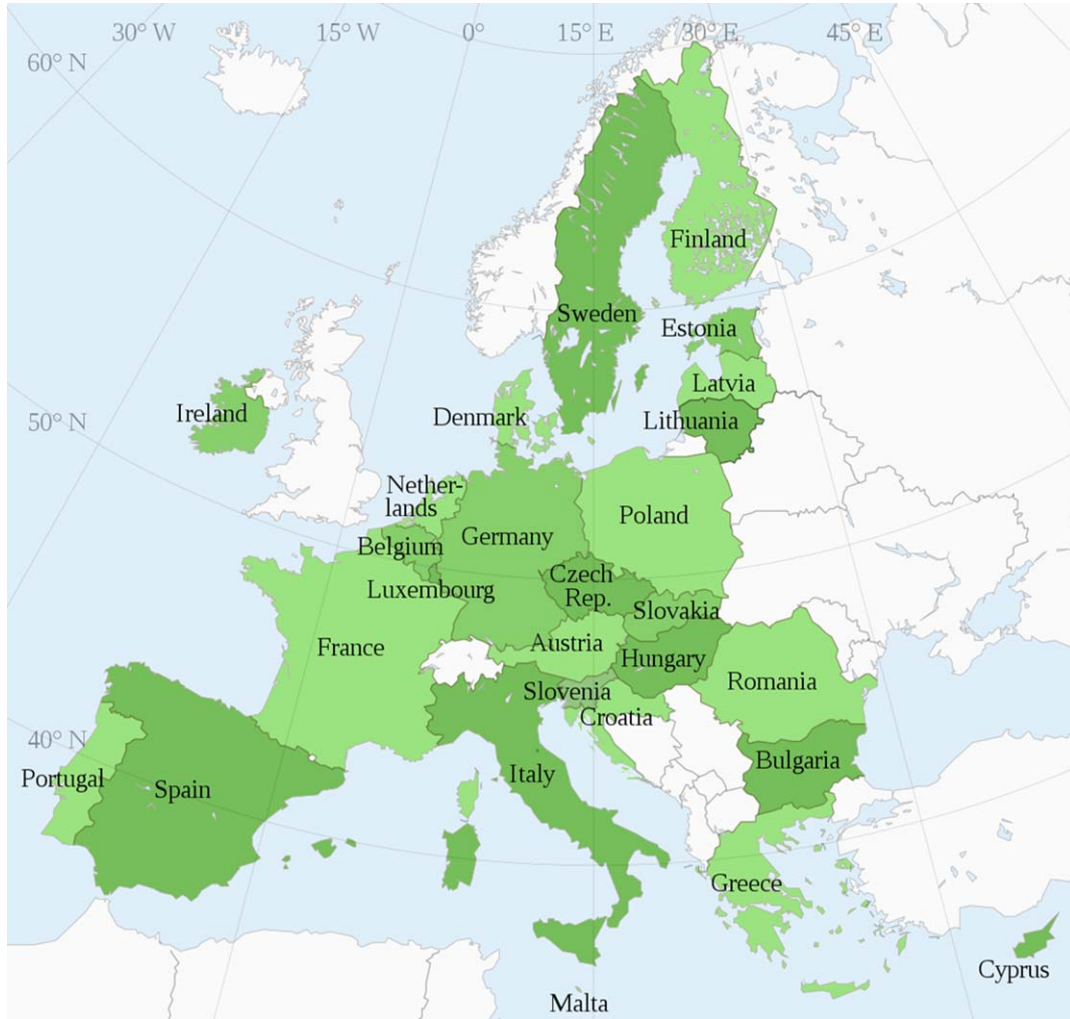 30° W
15° W
0°
15° E
30° E
45° E
60° N
Finland
Sweden
Estonia
Latvia
Ireland
Denmark
Lithuania
50° N
Nether-
lands
Poland
Germany
Belgium
Czech
Rep.
Luxembourg
Slovakia
France
Austria
Hungary
Romania
Slovenia
Croatia
40° N
Bulgaria
Portugal
Spain
Italy
Greece
Cyprus
Malta